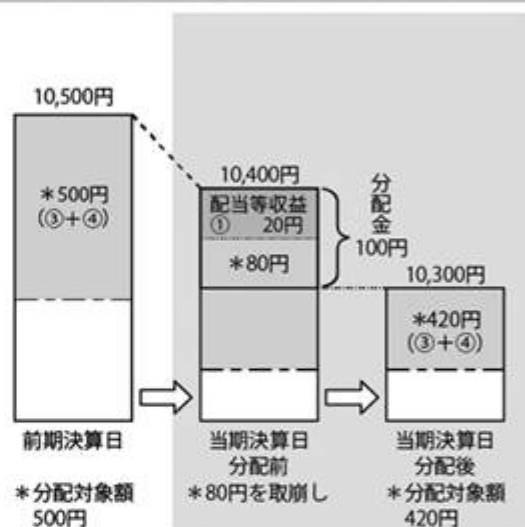 10,500円
＊500円
(③＋④)
前期決算日
＊分配対象額
500円
10,400円
配当等収益
① 20円
＊80円
分配金
100円
当期決算日
分配前
＊80円を取崩し
10,300円
＊420円
(③＋④)
当期決算日
分配後
＊分配対象額
420円